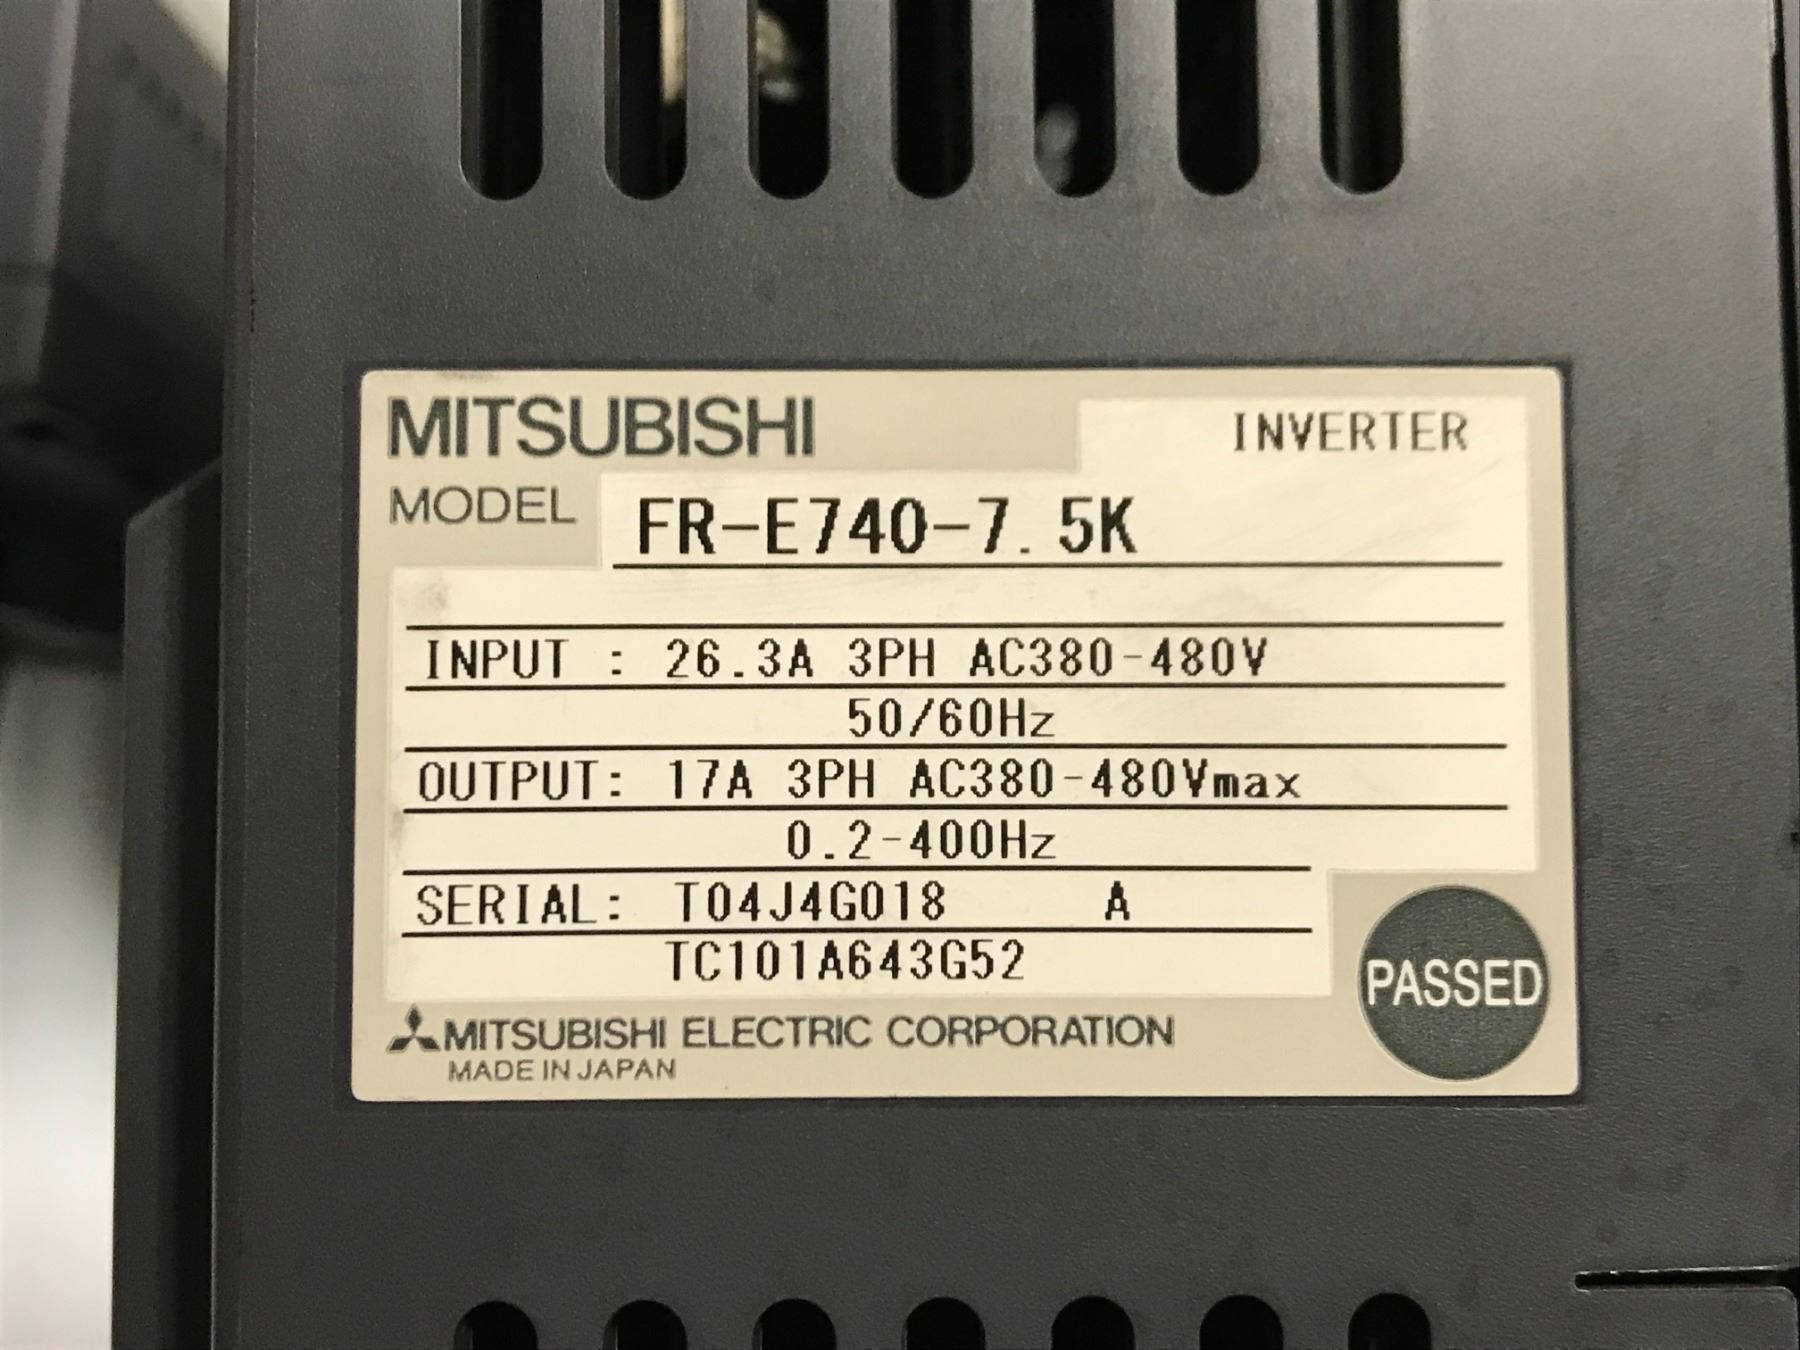 MITSUBISHI
INVERTER
MODEL FR-E740-7.5K
INPUT : 26.3A 3PH AC380-480V
50/60Hz
OUTPUT: 17A 3PH AC380-480Vmax
0.2-400Hz
SERIAL: T04J4G018 A
TC101A643G52
PASSED
MITSUBISHI ELECTRIC CORPORATION
MADE IN JAPAN